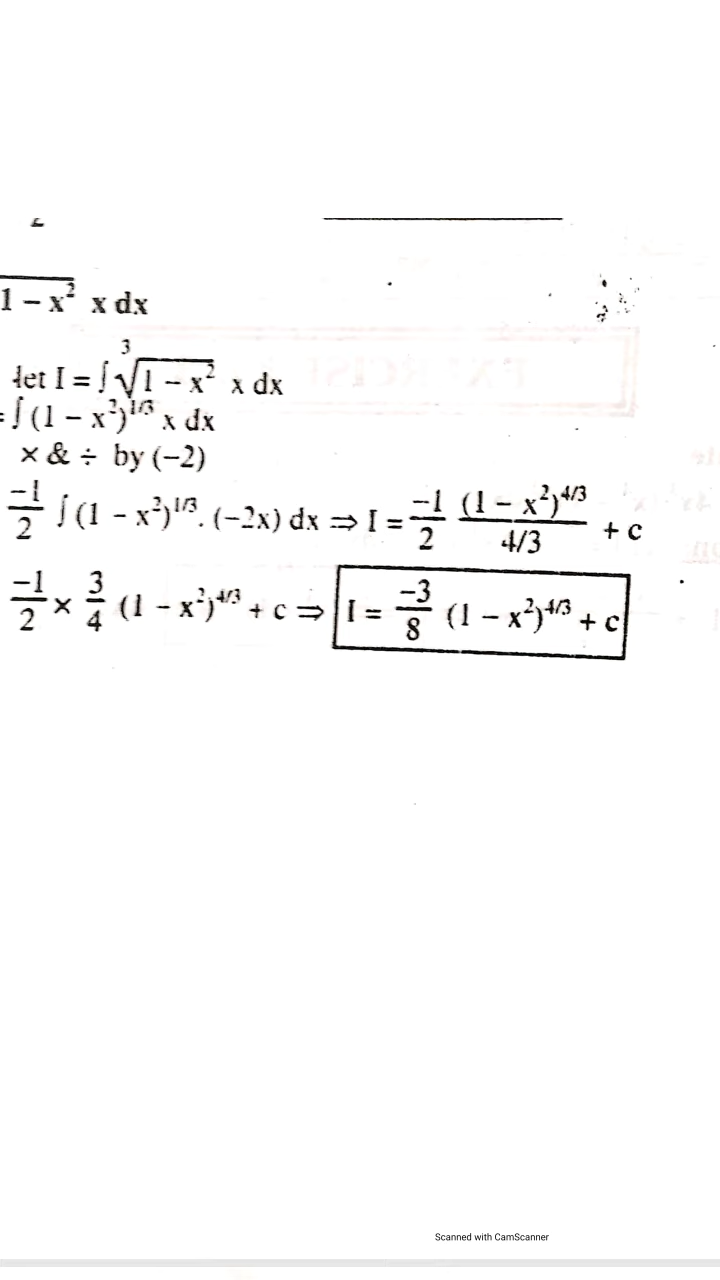 1 – x² x dx
let I = ∫ ∛(1 – x²) x dx
= ∫ (1 – x²)^1/3 x dx
× & ÷ by (–2)
–1/2 ∫ (1 – x²)^1/3 . (–2x) dx ⇒ I = –1/2 (1 – x²)^4/3 / 4/3 + c
–1/2 × 3/4 (1 – x²)^4/3 + c ⇒ I = –3/8 (1 – x²)^4/3 + c
Scanned with CamScanner